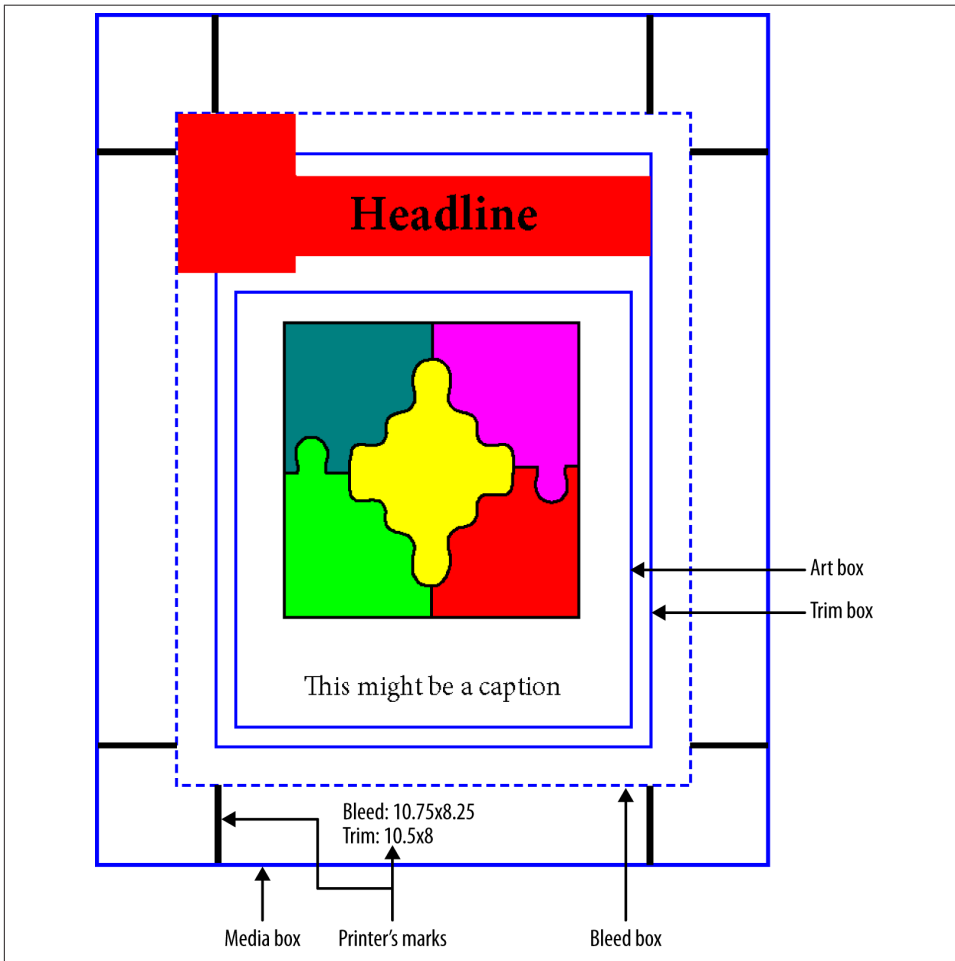 Headline
This might be a caption
Art box
Trim box
Bleed: 10.75x8.25
Trim: 10.5x8
Media box
Printer’s marks
Bleed box